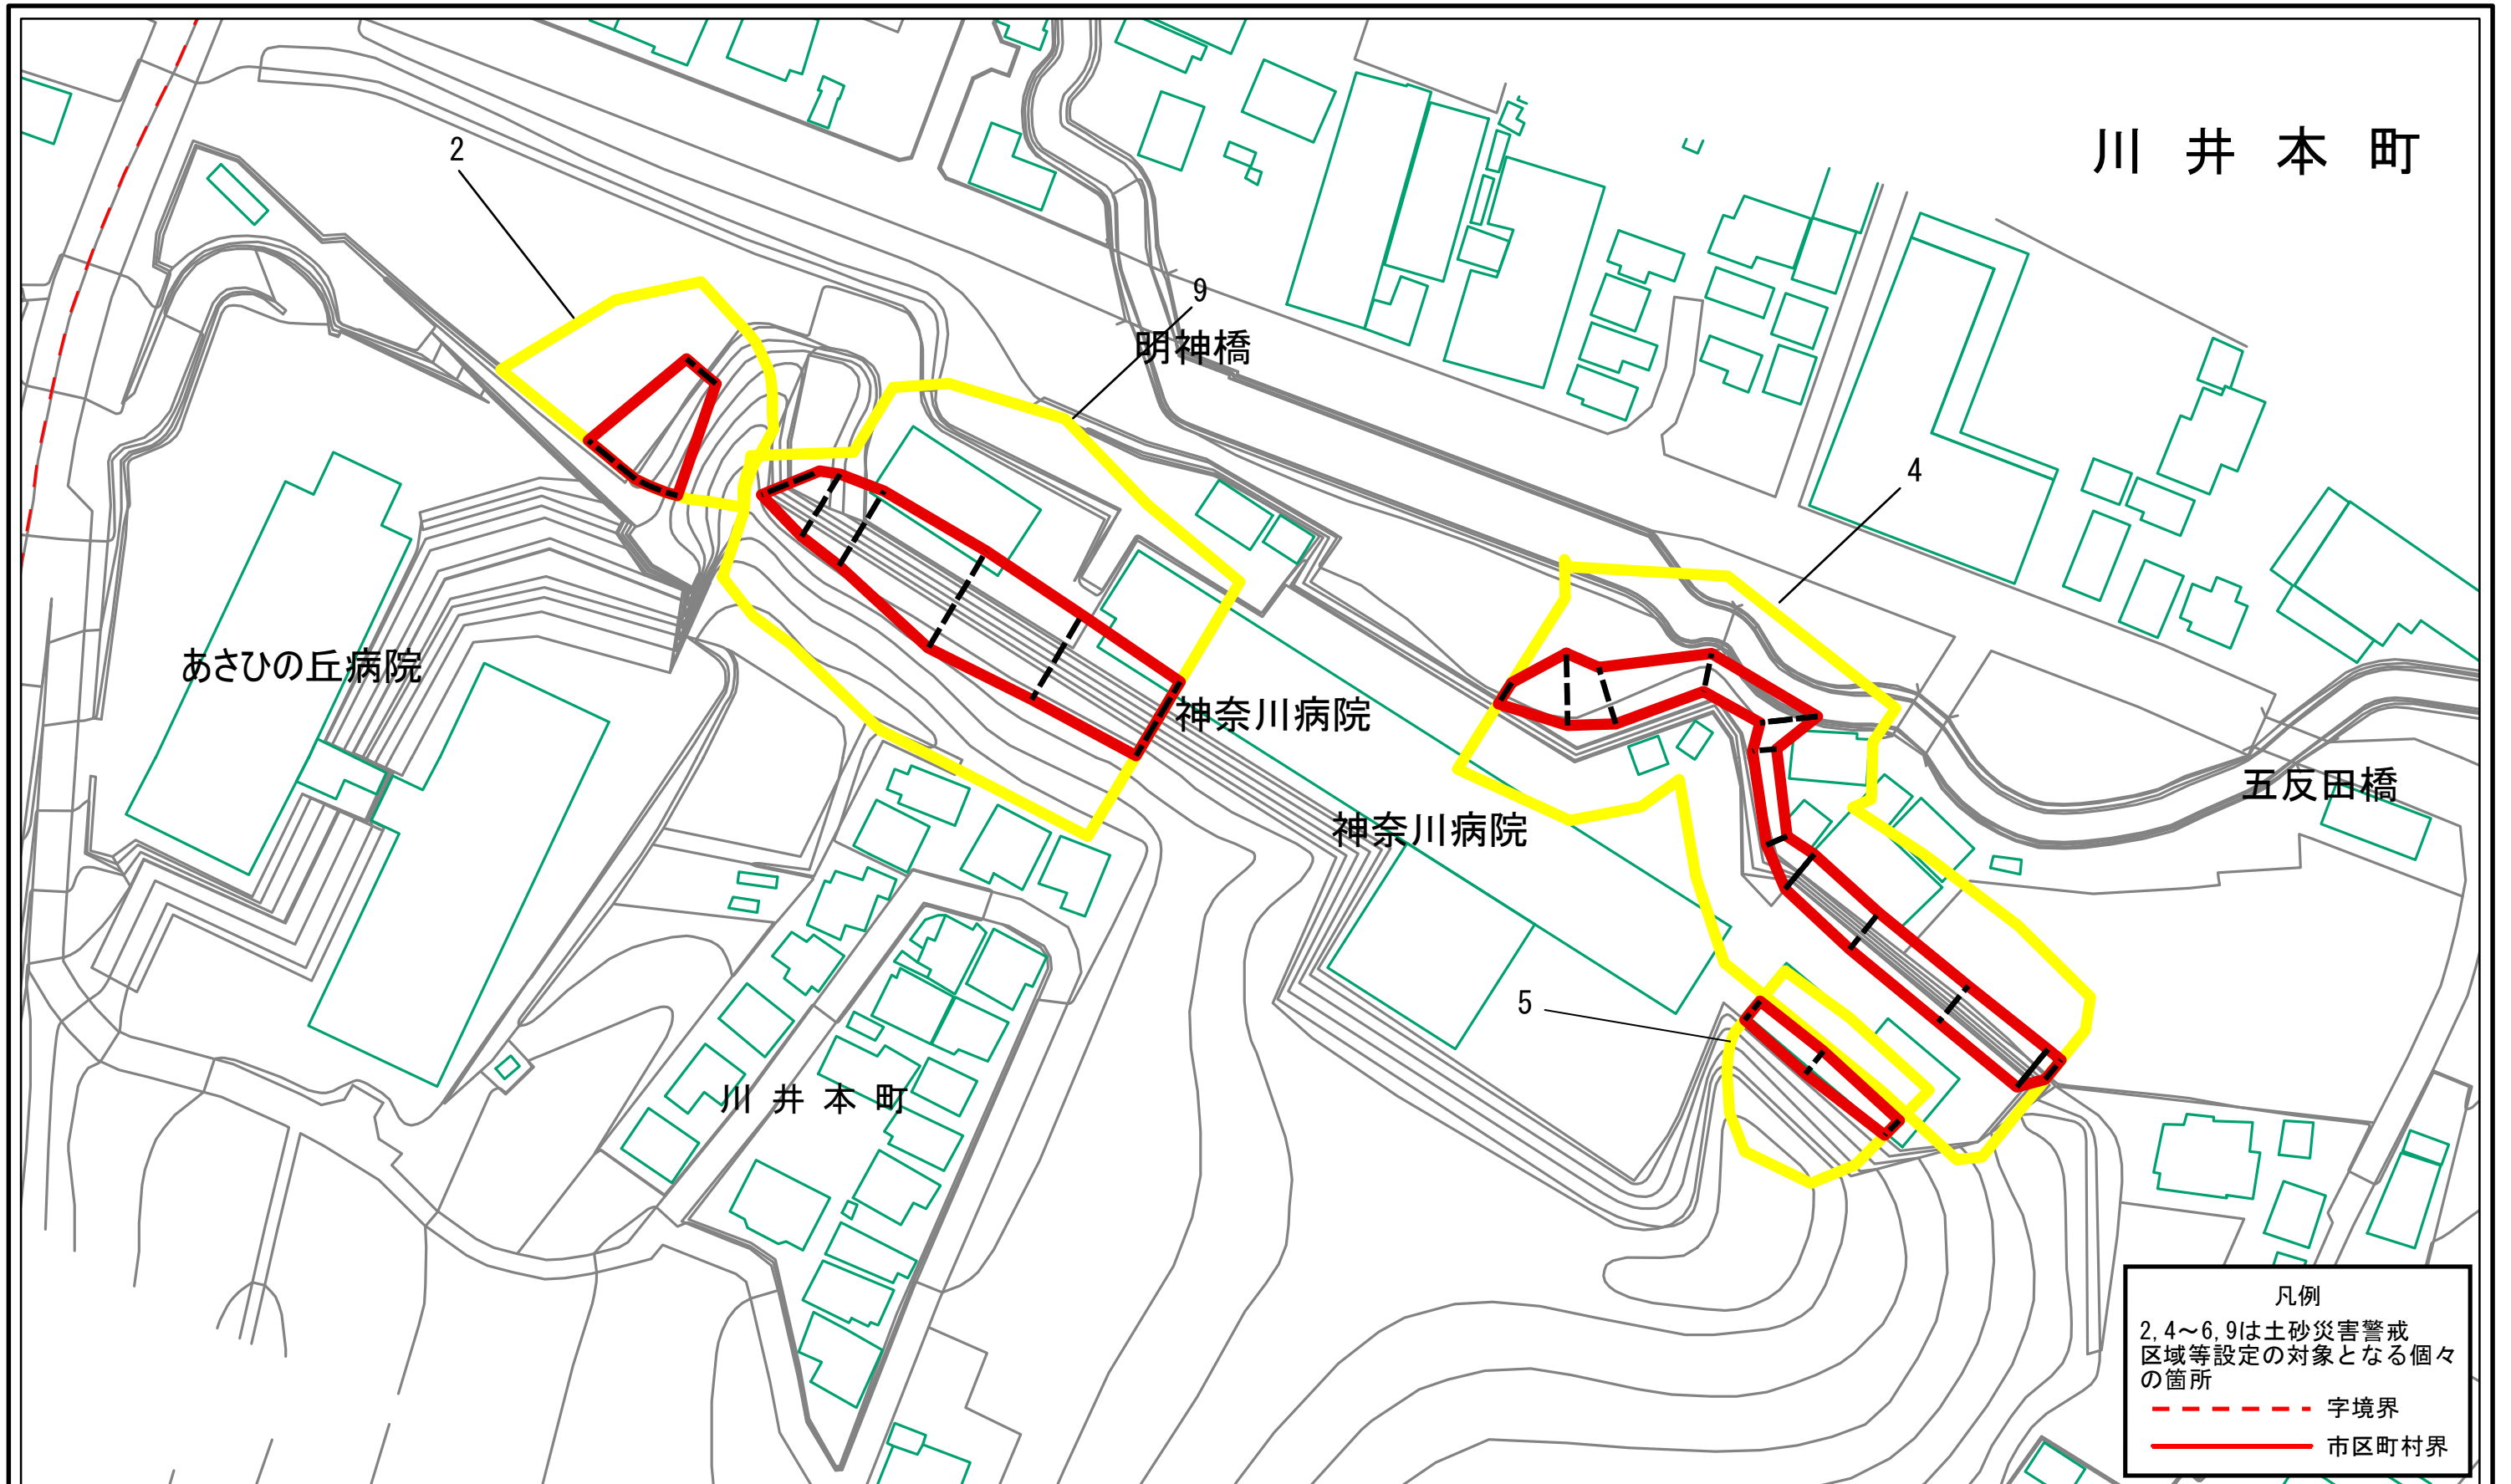 川井本町
2
9
明神橋
4
あさひの丘病院
神奈川病院
五反田橋
神奈川病院
5
川井本町
凡例
2,4～6,9は土砂災害警戒
区域等設定の対象となる個々
の箇所
字境界
市区町村界